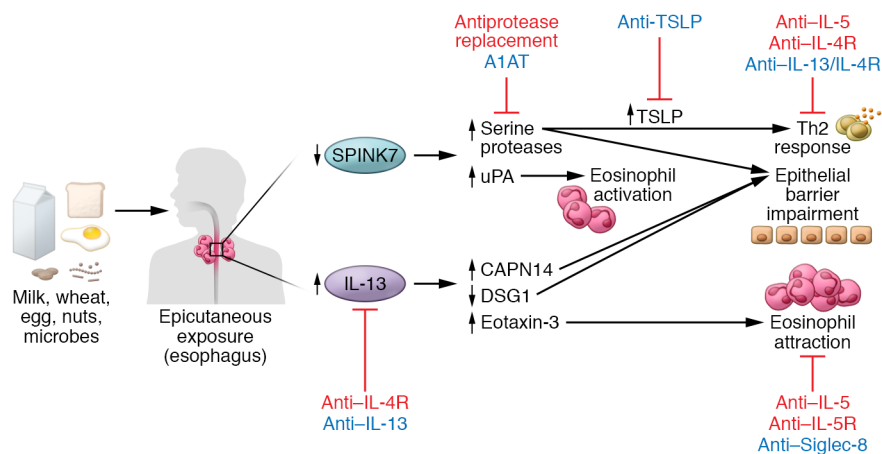 Antiprotease
replacement
A1AT
Anti-TSLP
Anti–IL-5
Anti–IL-4R
Anti–IL-13/IL-4R
SPINK7
Serine
proteases
TSLP
Th2
response
uPA
Eosinophil
activation
Epithelial
barrier
impairment
Milk, wheat,
egg, nuts,
microbes
Epicutaneous
exposure
(esophagus)
IL-13
CAPN14
DSG1
Eotaxin-3
Eosinophil
attraction
Anti–IL-4R
Anti–IL-13
Anti–IL-5
Anti–IL-5R
Anti–Siglec-8